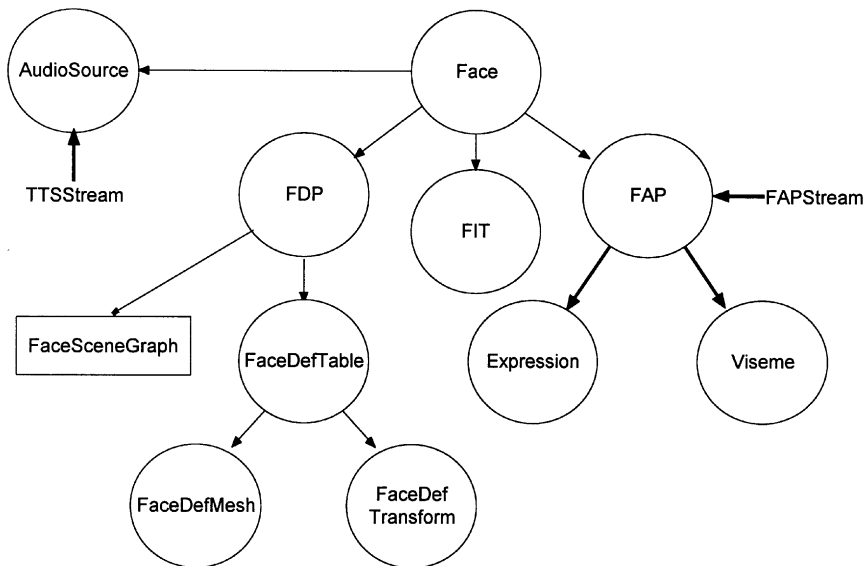 AudioSource
Face
TTSStream
FDP
FIT
FAP
FAPStream
FaceSceneGraph
FaceDefTable
Expression
Viseme
FaceDefMesh
FaceDef
Transform